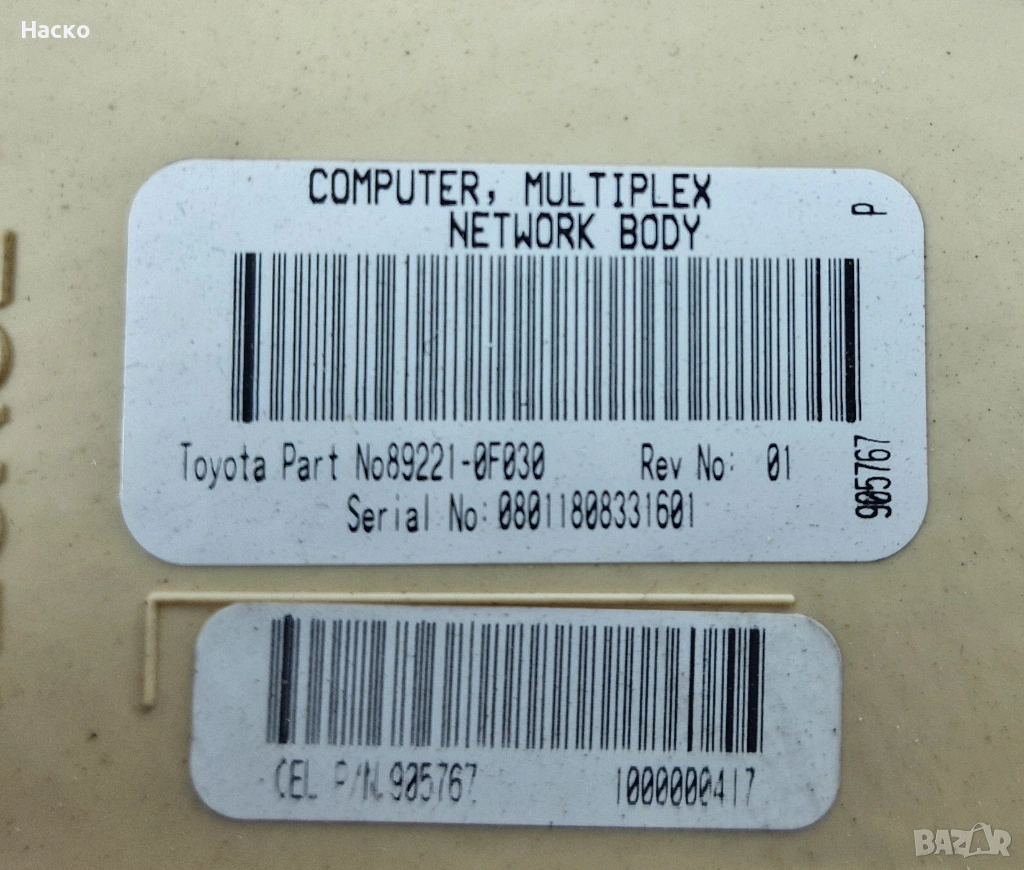 Наско
COMPUTER, MULTIPLEX
NETWORK BODY
P
Toyota Part No89221-0F030 Rev No: 01
Serial No: 08011808331601
905767
CEL P/N. 905767 1000000417
BAZAR